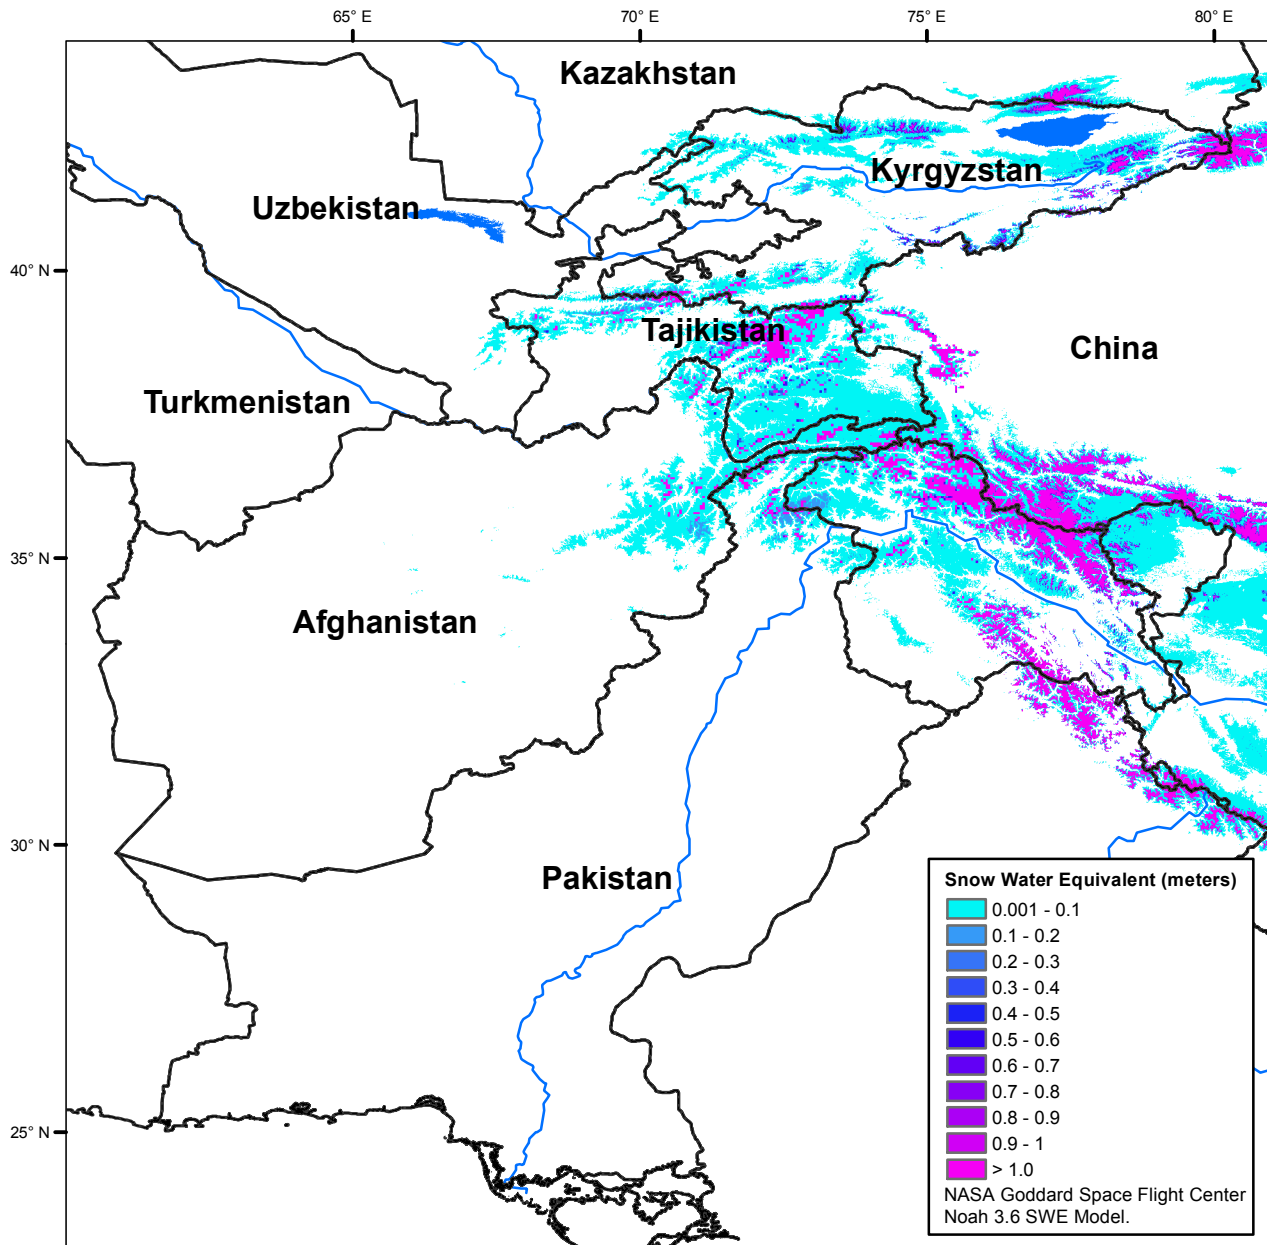 65° E
70° E
75° E
80° E
Kazakhstan
Kyrgyzstan
Uzbekistan
40° N
Tajikistan
China
Turkmenistan
35° N
Afghanistan
30° N
Pakistan
25° N
Snow Water Equivalent (meters)
0.001 - 0.1
0.1 - 0.2
0.2 - 0.3
0.3 - 0.4
0.4 - 0.5
0.5 - 0.6
0.6 - 0.7
0.7 - 0.8
0.8 - 0.9
0.9 - 1
> 1.0
NASA Goddard Space Flight Center
Noah 3.6 SWE Model.